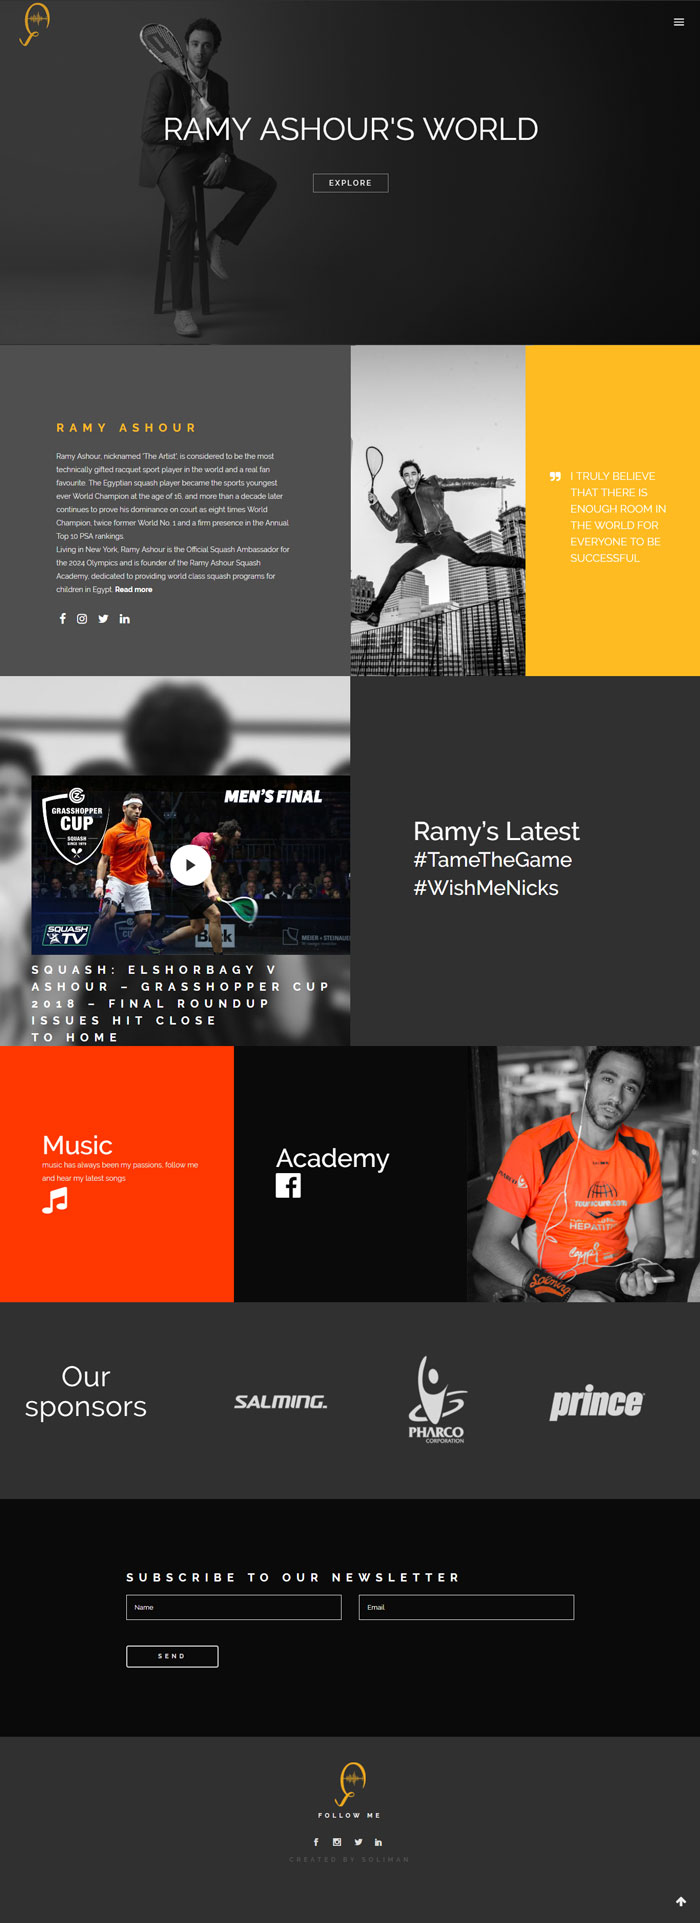 RAMY ASHOUR'S WORLD
EXPLORE
RAMY ASHOUR
Ramy Ashour, nicknamed 'The Artist', is considered to be the most
technically gifted racquet sport player in the world and a real fan
favourite. The Egyptian squash player became the sports youngest
ever World Champion at the age of 16, and more than a decade later
continues to prove his dominance on court as eight times World
Champion, twice former World No. 1 and a firm presence in the Annual
Top 10 PSA rankings.
Living in New York, Ramy Ashour is the Official Squash Ambassador for
the 2024 Olympics and is founder of the Ramy Ashour Squash
Academy, dedicated to providing world class squash programs for
children in Egypt. Read more
I TRULY BELIEVE
THAT THERE IS
ENOUGH ROOM IN
THE WORLD FOR
EVERYONE TO BE
SUCCESSFUL
GRASSHOPPER
CUP
SQUASH
MEN'S FINAL
SQUASH
TV
MEIER + STEINAUER
SQUASH: ELSHORBAGY V
ASHOUR – GRASSHOPPER CUP
2018 – FINAL ROUNDUP
ISSUES HIT CLOSE
TO HOME
Ramy's Latest
#TameTheGame
#WishMeNicks
Music
music has always been my passions, follow me
and hear my latest songs
Academy
HEPATIT
Egypt
Salming
Our
sponsors
SALMING.
PHARCO
CORPORATION
prince
SUBSCRIBE TO OUR NEWSLETTER
Name
Email
SEND
FOLLOW ME
CREATED BY SOLIMAN